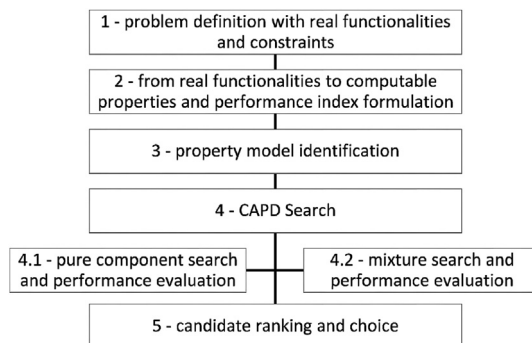 1 - problem definition with real functionalities
and constraints
2 - from real functionalities to computable
properties and performance index formulation
3 - property model identification
4 - CAPD Search
4.1 - pure component search
and performance evaluation
4.2 - mixture search and
performance evaluation
5 - candidate ranking and choice